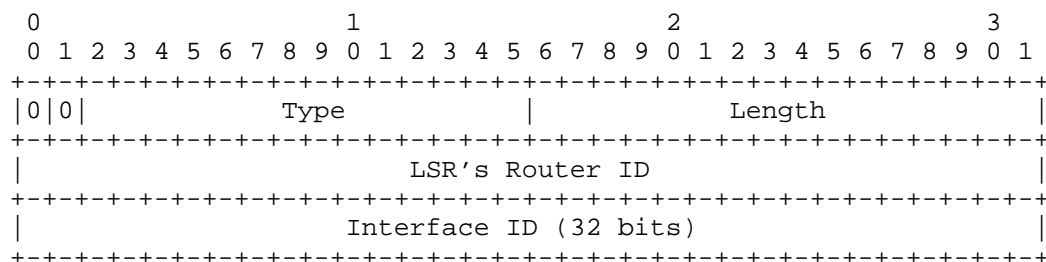 0                   1                   2                   3
 0 1 2 3 4 5 6 7 8 9 0 1 2 3 4 5 6 7 8 9 0 1 2 3 4 5 6 7 8 9 0 1
+-+-+-+-+-+-+-+-+-+-+-+-+-+-+-+-+-+-+-+-+-+-+-+-+-+-+-+-+-+-+-+-+
|0|0|            Type           |            Length             |
+-+-+-+-+-+-+-+-+-+-+-+-+-+-+-+-+-+-+-+-+-+-+-+-+-+-+-+-+-+-+-+-+
|                        LSR's Router ID                        |
+-+-+-+-+-+-+-+-+-+-+-+-+-+-+-+-+-+-+-+-+-+-+-+-+-+-+-+-+-+-+-+-+
|                    Interface ID (32 bits)                     |
+-+-+-+-+-+-+-+-+-+-+-+-+-+-+-+-+-+-+-+-+-+-+-+-+-+-+-+-+-+-+-+-+